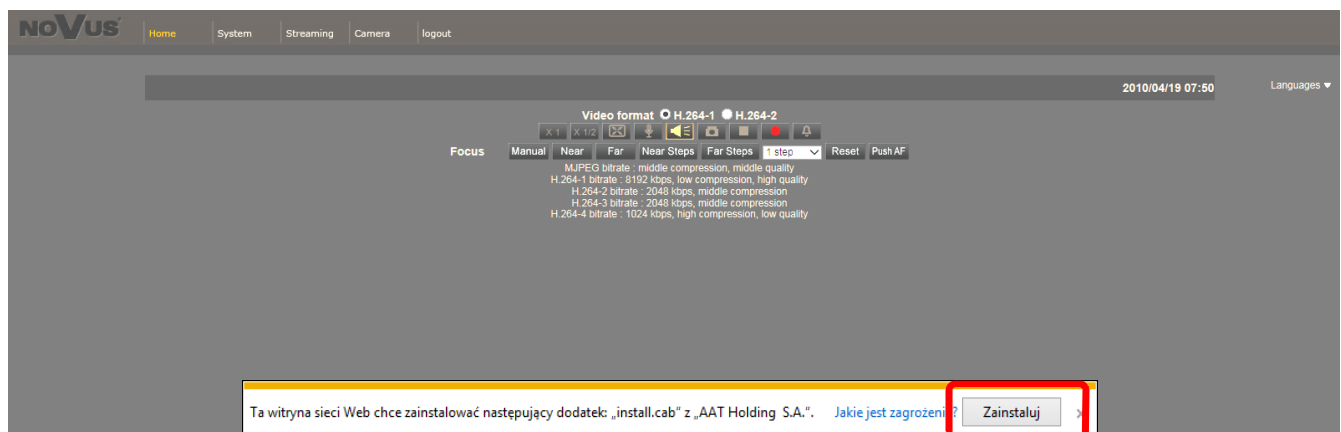 NOVUS Home System Streaming Camera logout
2010/04/19 07:50 Languages
Video format H.264-1 H.264-2
X 1 X 1/2
Focus Manual Near Far Near Steps Far Steps 1 step Reset Push AF
MJPEG bitrate : middle compression, middle quality
H.264-1 bitrate : 8192 kbps, low compression, high quality
H.264-2 bitrate : 2048 kbps, middle compression
H.264-3 bitrate : 2048 kbps, middle compression
H.264-4 bitrate : 1024 kbps, high compression, low quality
Ta witryna sieci Web chce zainstalować następujący dodatek: „install.cab” z „AAT Holding S.A.”. Jakie jest zagrożenie? Zainstaluj ×